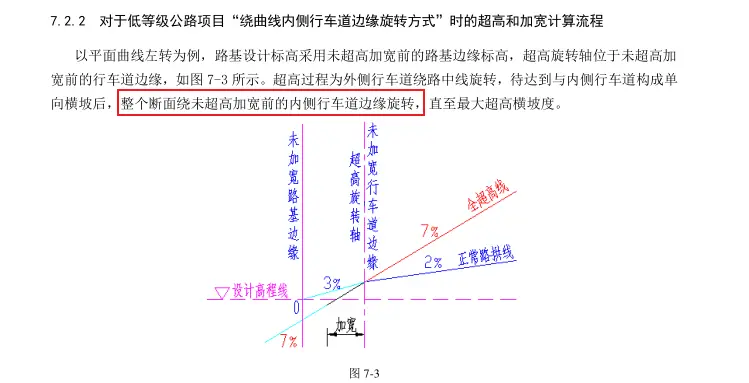 7.2.2 对于低等级公路项目“绕曲线内侧行车道边缘旋转方式”时的超高和加宽计算流程
以平面曲线左转为例，路基设计标高采用未超高加宽前的路基边缘标高，超高旋转轴位于未超高加
宽前的行车道边缘，如图 7-3 所示。超高过程为外侧行车道绕路中线旋转，待达到与内侧行车道构成单
向横坡后，整个断面绕未超高加宽前的内侧行车道边缘旋转，直至最大超高横坡度。
未加宽路基边缘
超高旋转轴
未加宽行车道边缘
全超高线
7%
2%
正常路拱线
3%
设计高程线
0
加宽
7%
图 7-3